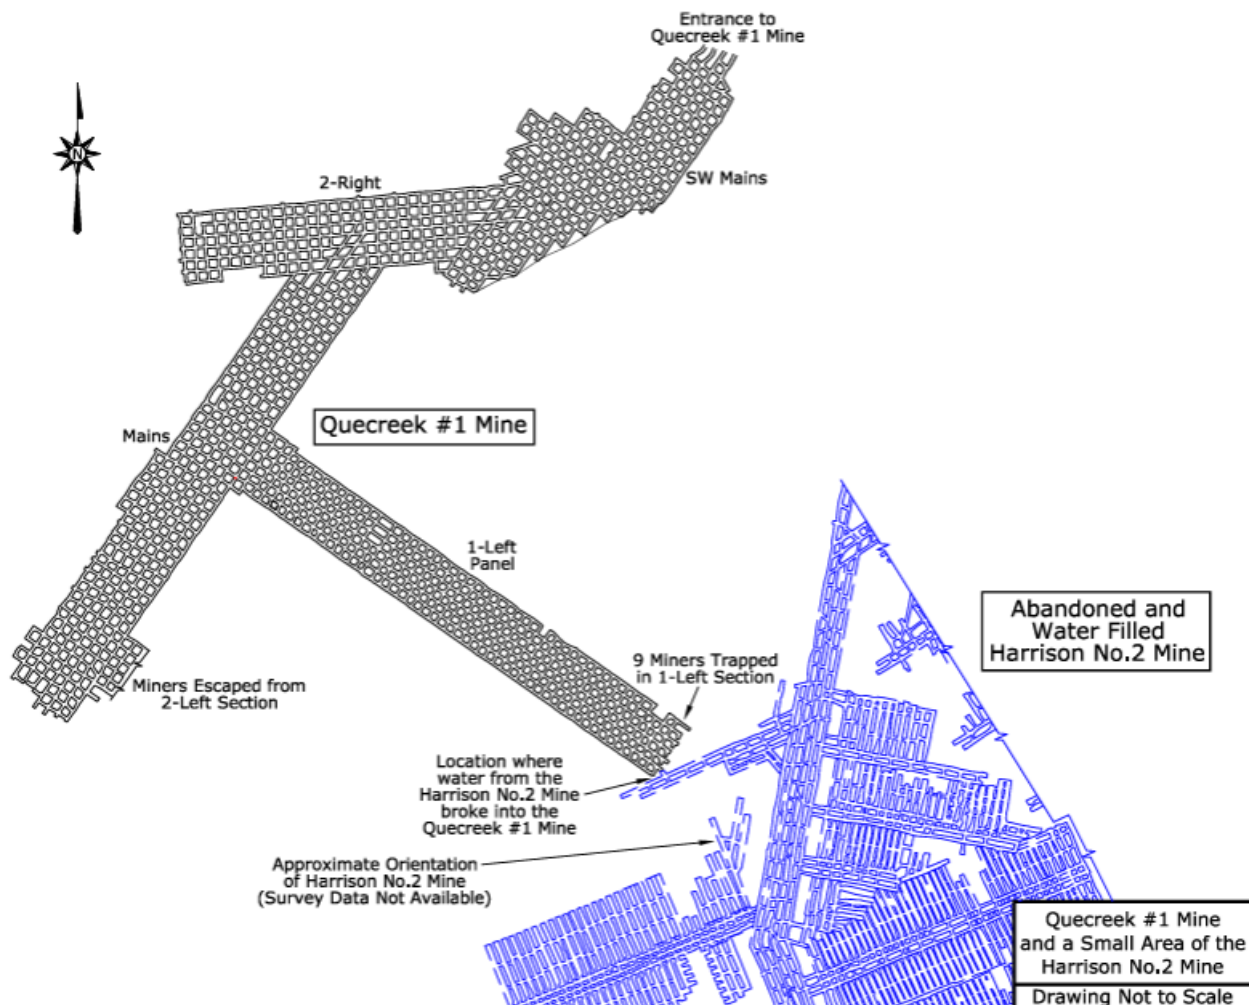 Entrance to
Quecreek #1 Mine
N
2-Right
SW Mains
Mains
Quecreek #1 Mine
1-Left
Panel
Abandoned and
Water Filled
Harrison No.2 Mine
9 Miners Trapped
in 1-Left Section
Miners Escaped from
2-Left Section
Location where
water from the
Harrison No.2 Mine
broke into the
Quecreek #1 Mine
Approximate Orientation
of Harrison No.2 Mine
(Survey Data Not Available)
Quecreek #1 Mine
and a Small Area of the
Harrison No.2 Mine
Drawing Not to Scale